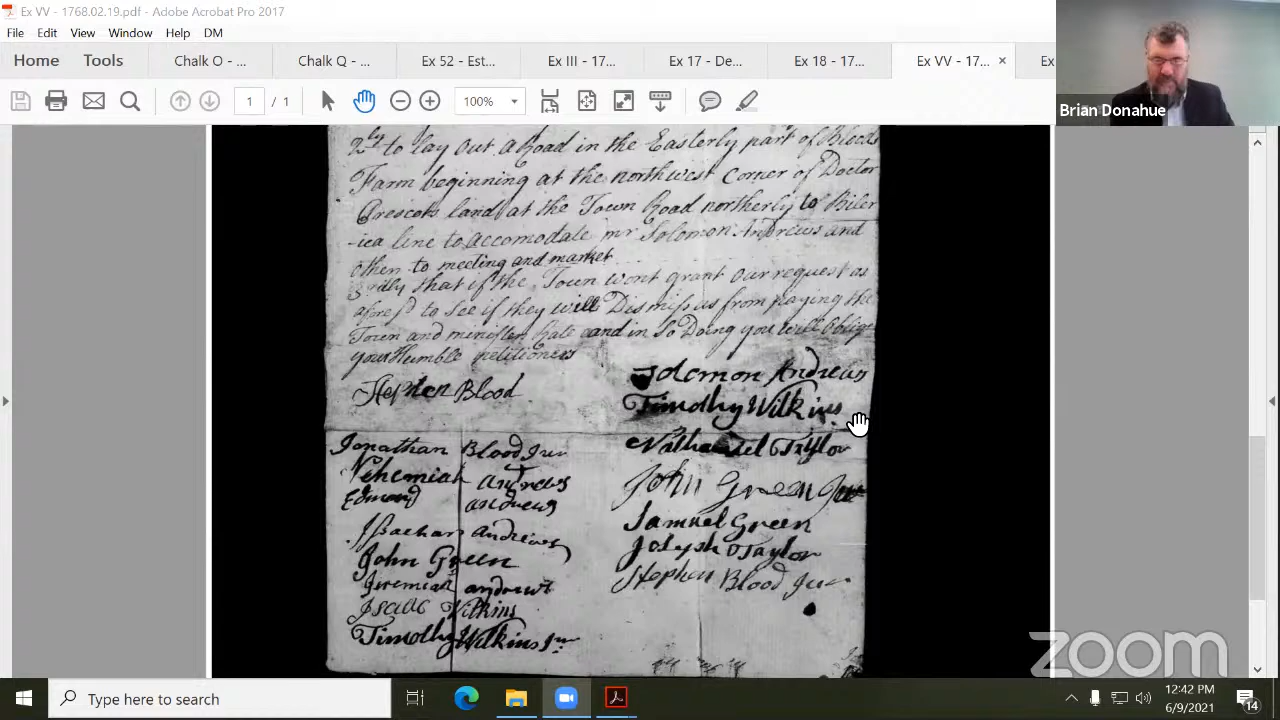 Ex VV - 1768.02.19.pdf - Adobe Acrobat Pro 2017
File Edit View Window Help DM
Home Tools Chalk O - ... Chalk Q - ... Ex 52 - Est... Ex III - 17... Ex 17 - De... Ex 18 - 17... Ex VV - 17... × Ex
1 / 1 100%
Brian Donahue
2ly to lay out a Road in the Easterly part of Bloods
Farm beginning at the northwest Corner of Doctor
Prescots land at the Town Road northerly to Biler
-ica line to accomodate mr Solomon Andrews and
other to meeting and market
3rdly that if the Town wont grant our request as
afores'd to see if they will Dismiss us from paying the
Town and minister Rate and in So Doing you will oblige
your Humble petitioners
Stephen Blood
Solomon Andrews
Timothy Wilkins
Jonathan Blood Jun
Nathaniel Taylor
Nehemiah Andrews
John Green Jun
Edmond andrews
Samuel Green
Issachar andrews
Joseph Taylor
John Green
Stephen Blood Jun
Jeremiah andrews
Isaac Wilkins
Timothy Wilkins Jun
zoom
Type here to search
12:42 PM
6/9/2021
14